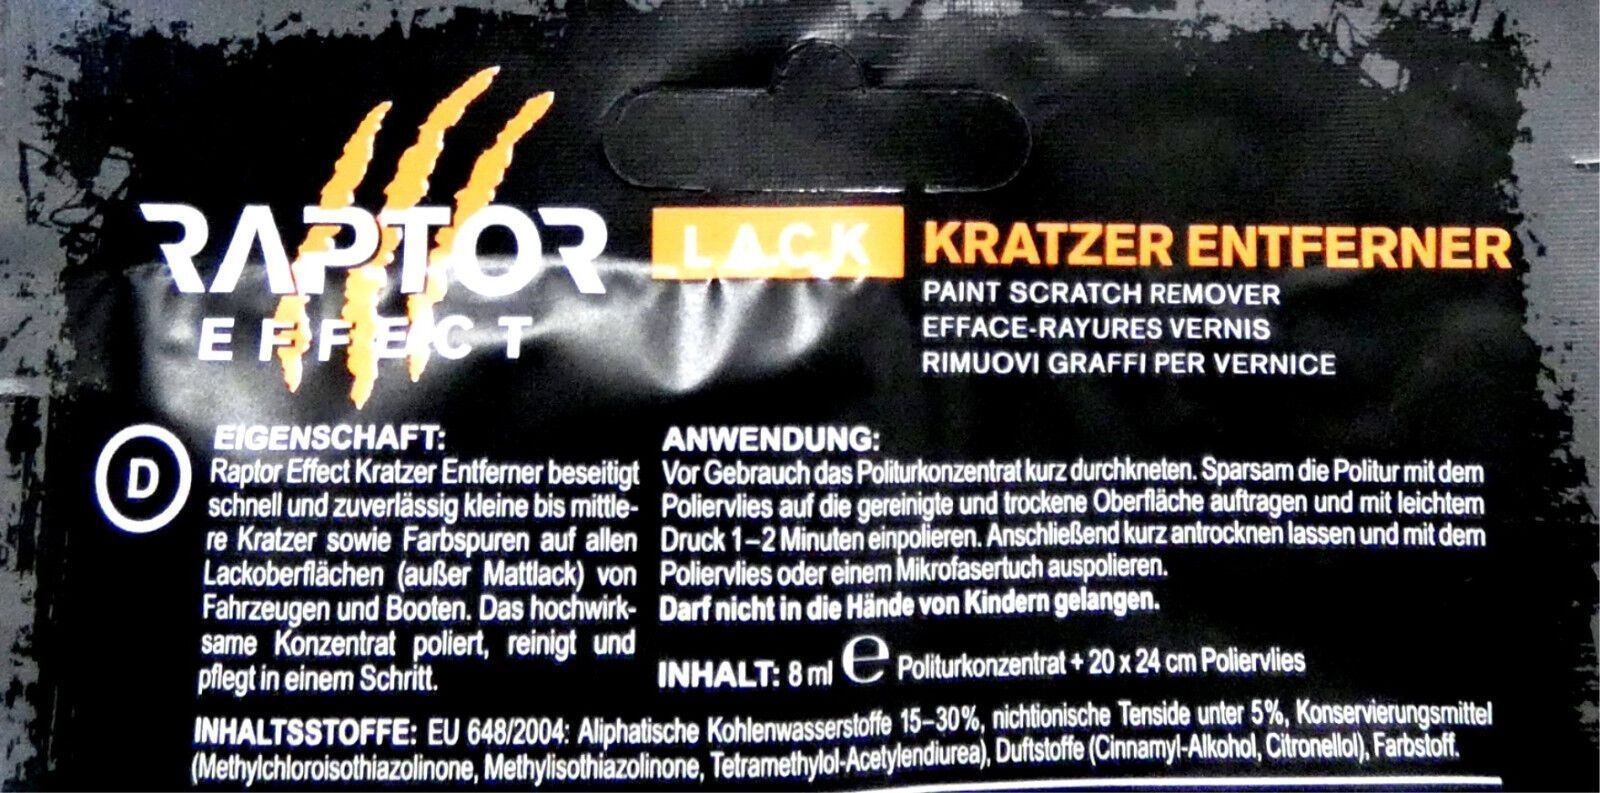 RAPTOR
EFFECT
LACK KRATZER ENTFERNER
PAINT SCRATCH REMOVER
EFFACE-RAYURES VERNIS
RIMUOVI GRAFFI PER VERNICE
D
EIGENSCHAFT:
Raptor Effect Kratzer Entferner beseitigt
schnell und zuverlässig kleine bis mittle-
re Kratzer sowie Farbspuren auf allen
Lackoberflächen (außer Mattlack) von
Fahrzeugen und Booten. Das hochwirk-
same Konzentrat poliert, reinigt und
pflegt in einem Schritt.
ANWENDUNG:
Vor Gebrauch das Politurkonzentrat kurz durchkneten. Sparsam die Politur mit dem
Poliervlies auf die gereinigte und trockene Oberfläche auftragen und mit leichtem
Druck 1–2 Minuten einpolieren. Anschließend kurz antrocknen lassen und mit dem
Poliervlies oder einem Mikrofasertuch auspolieren.
Darf nicht in die Hände von Kindern gelangen.
INHALT: 8 ml ℮ Politurkonzentrat + 20 x 24 cm Poliervlies
INHALTSSTOFFE: EU 648/2004: Aliphatische Kohlenwasserstoffe 15–30%, nichtionische Tenside unter 5%, Konservierungsmittel
(Methylchloroisothiazolinone, Methylisothiazolinone, Tetramethylol-Acetylendiurea), Duftstoffe (Cinnamyl-Alkohol, Citronellol), Farbstoff.